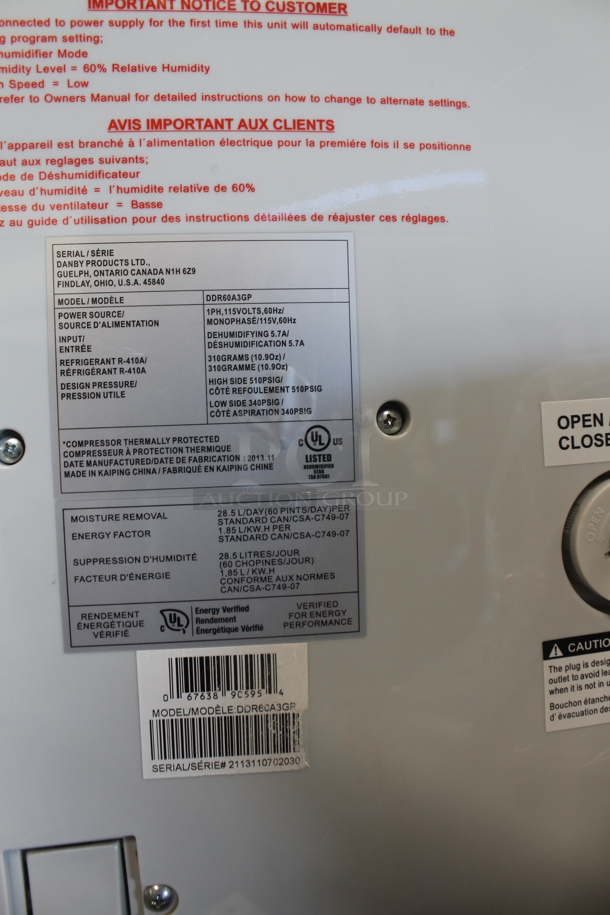 IMPORTANT NOTICE TO CUSTOMER
onnected to power supply for the first time this unit will automatically default to the
g program setting;
humidifier Mode
midity Level = 60% Relative Humidity
n Speed = Low
refer to Owners Manual for detailed instructions on how to change to alternate settings.
AVIS IMPORTANT AUX CLIENTS
l'appareil est branché à l'alimentation électrique pour la première fois il se positionne
aut aux reglages suivants;
de de Déshumidificateur
veau d'humidité = l'humidite relative de 60%
tesse du ventilateur = Basse
z au guide d'utilisation pour des instructions détaillées de réajuster ces réglages.
SERIAL/SÉRIE
DANBY PRODUCTS LTD.,
GUELPH, ONTARIO CANADA N1H 6Z9
FINDLAY, OHIO, U.S.A. 45840
MODEL/MODÈLE DDR60A3GP
POWER SOURCE/ 1PH,115VOLTS,60Hz/
SOURCE D'ALIMENTATION MONOPHASÉ/115V,60Hz
INPUT/ DEHUMIDIFYING 5.7A/
ENTRÉE DÉSHUMIDIFICATION 5.7A
REFRIGERANT R-410A/ 310GRAMS (10.9Oz) /
RÉFRIGÉRANT R-410A 310GRAMME (10.9Oz)
DESIGN PRESSURE/ HIGH SIDE 510PSIG/
PRESSION UTILE CÔTÉ REFOULEMENT 510PSIG
LOW SIDE 340PSIG /
CÔTÉ ASPIRATION 340PSIG
*COMPRESSOR THERMALLY PROTECTED
COMPRESSEUR À PROTECTION THERMIQUE
DATE MANUFACTURED/DATE DE FABRICATION : 2013.11
MADE IN KAIPING CHINA / FABRIQUÉ EN KAIPING CHINE
C UL US
LISTED
DEHUMIDIFIER
AUCTION GROUP
MOISTURE REMOVAL 28.5 L/DAY(60 PINTS/DAY)PER
STANDARD CAN/CSA-C749-07
ENERGY FACTOR 1.85 L/KW.H PER
STANDARD CAN/CSA-C749-07
SUPPRESSION D'HUMIDITÉ 28.5 LITRES/JOUR
(60 CHOPINES/JOUR)
FACTEUR D'ÉNERGIE 1.85 L/ KW.H
CONFORME AUX NORMES
CAN/CSA-C749-07
RENDEMENT
ÉNERGÉTIQUE
VÉRIFIÉ
C UL
Energy Verified
Rendement
Énergétique Vérifié
VERIFIED
FOR ENERGY
PERFORMANCE
0 67638 90595 4
MODEL/MODÈLE:DDR60A3GP
SERIAL/SÉRIE# 2113110702030
OPEN
CLOSE
OPEN
CAUTIO
The plug is desig
outlet to avoid lea
when it is not in u
Bouchon étanche
d'évacuation de